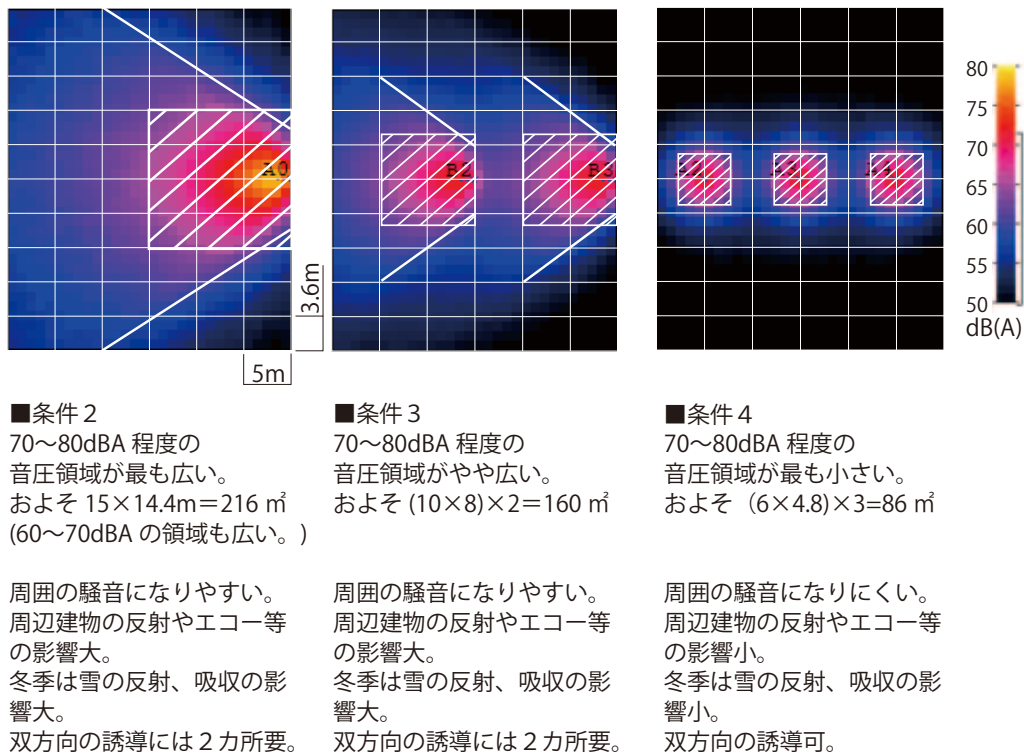 A0
B2
B3
A2
A3
A4
80
75
70
65
60
55
50
dB(A)
3.6m
5m
■条件２
70〜80dBA 程度の
音圧領域が最も広い。
およそ 15×14.4m＝216 ㎡
(60〜70dBA の領域も広い。)
周囲の騒音になりやすい。
周辺建物の反射やエコー等
の影響大。
冬季は雪の反射、吸収の影
響大。
双方向の誘導には２カ所要。
■条件３
70〜80dBA 程度の
音圧領域がやや広い。
およそ (10×8)×2＝160 ㎡
周囲の騒音になりやすい。
周辺建物の反射やエコー等
の影響大。
冬季は雪の反射、吸収の影
響大。
双方向の誘導には２カ所要。
■条件４
70〜80dBA 程度の
音圧領域が最も小さい。
およそ（6×4.8)×3=86 ㎡
周囲の騒音になりにくい。
周辺建物の反射やエコー等
の影響小。
冬季は雪の反射、吸収の影
響小。
双方向の誘導可。